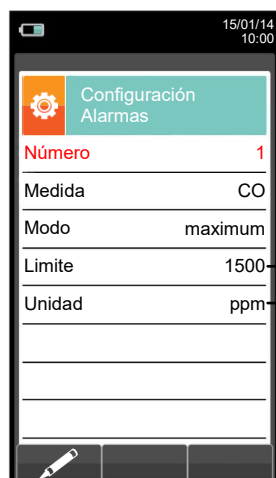 15/01/14
10:00
Configuración
Alarmas
Número 1
Medida CO
Modo maximum
Limite 1500
Unidad ppm